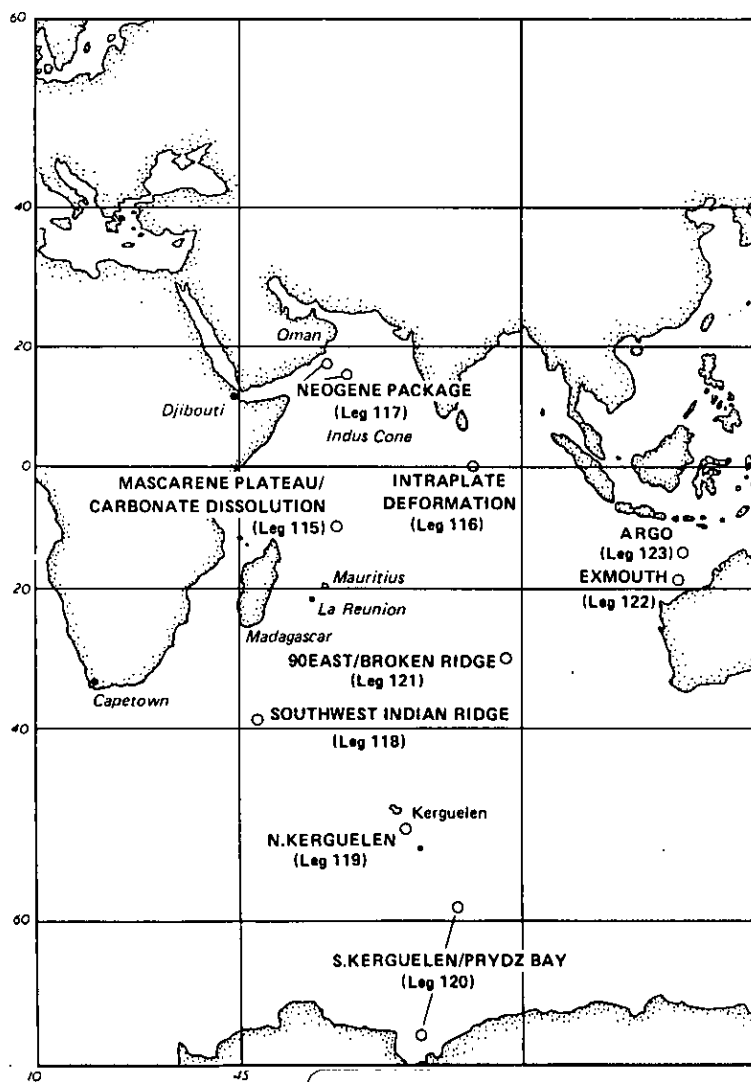 60
40
Oman
20
NEOGENE PACKAGE
(Leg 117)
Djibouti
Indus Cone
0
MASCARENE PLATEAU/
CARBONATE DISSOLUTION
(Leg 115)
INTRAPLATE
DEFORMATION
(Leg 116)
ARGO
(Leg 123)
EXMOUTH
(Leg 122)
20
Mauritius
La Reunion
Madagascar
90EAST/BROKEN RIDGE
(Leg 121)
Capetown
SOUTHWEST INDIAN RIDGE
(Leg 118)
40
Kerguelen
N.KERGUELEN
(Leg 119)
60
S.KERGUELEN/PRYDZ BAY
(Leg 120)
10
45